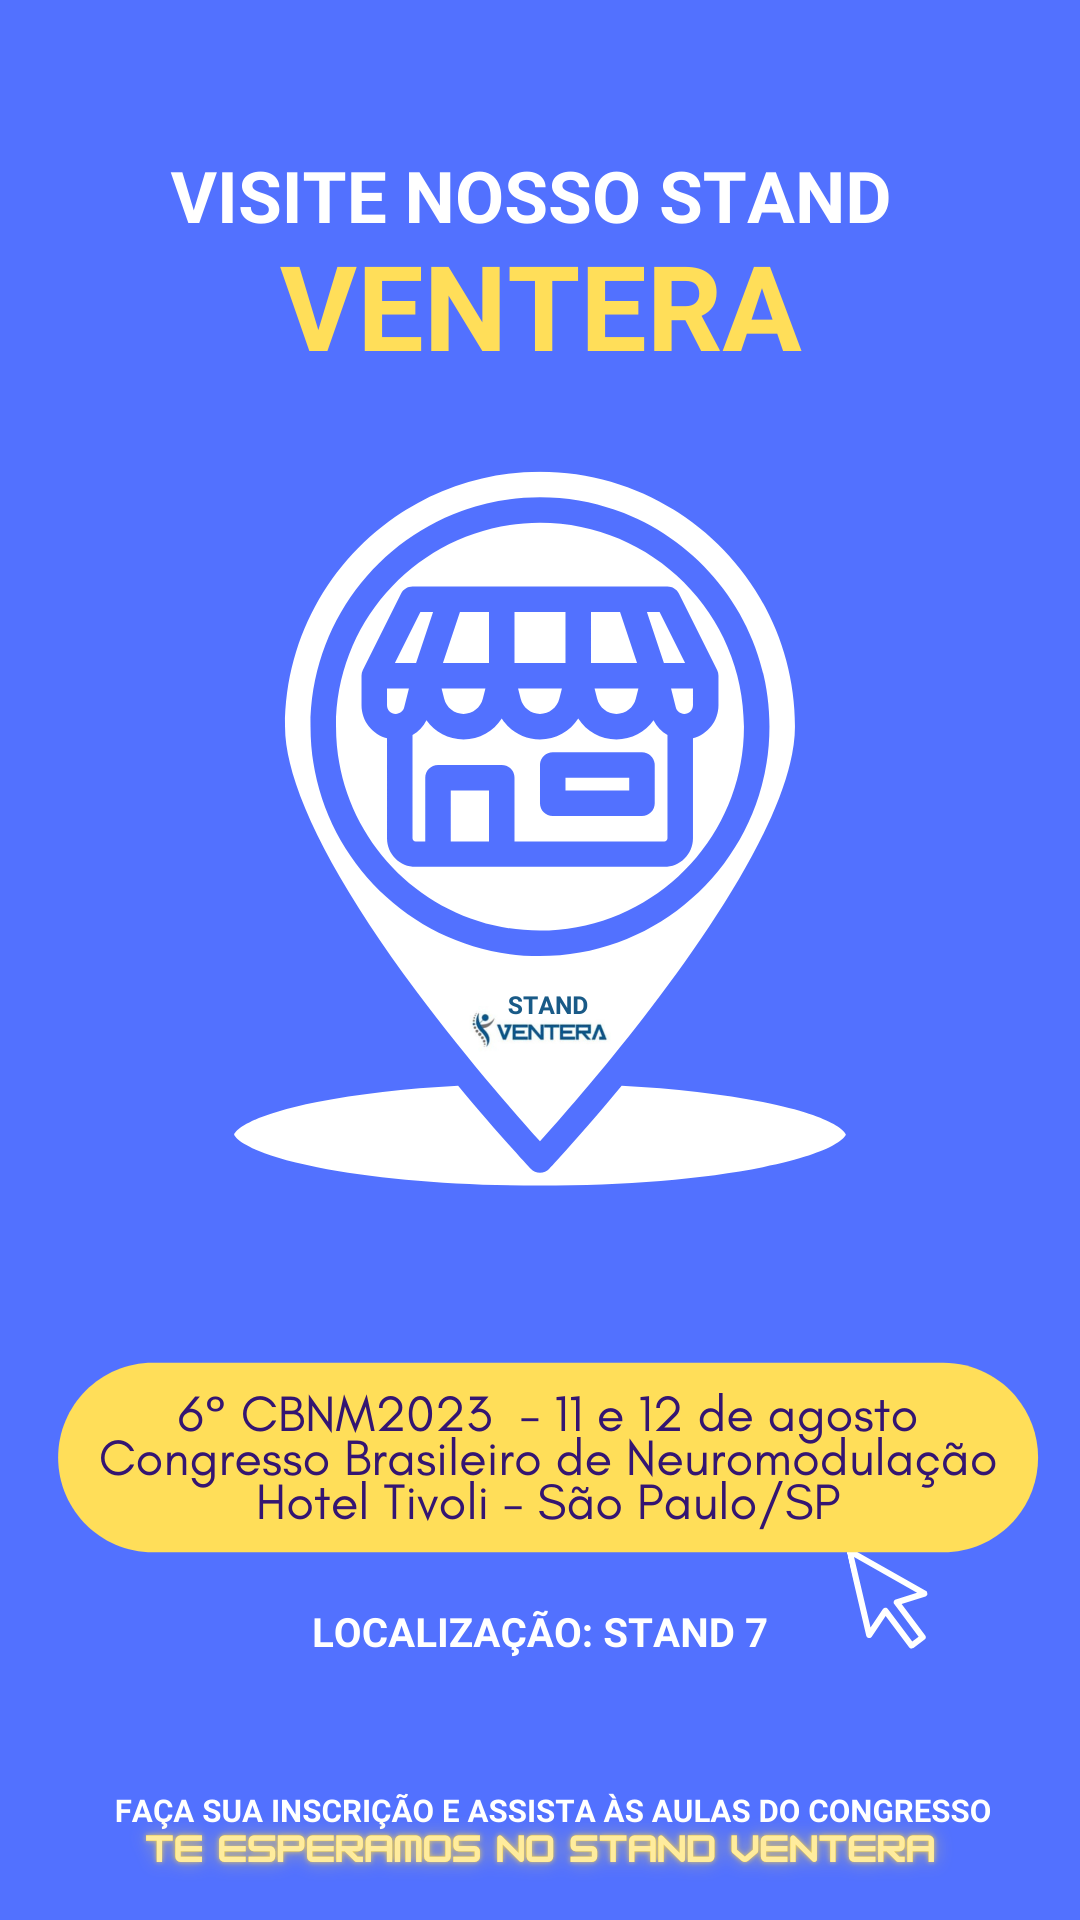 VISITE NOSSO STAND
VENTERA
STAND
VENTERA
6º CBNM2023 - 11 e 12 de agosto
Congresso Brasileiro de Neuromodulação
Hotel Tivoli - São Paulo/SP
LOCALIZAÇÃO: STAND 7
FAÇA SUA INSCRIÇÃO E ASSISTA ÀS AULAS DO CONGRESSO
TE ESPERAMOS NO STAND VENTERA